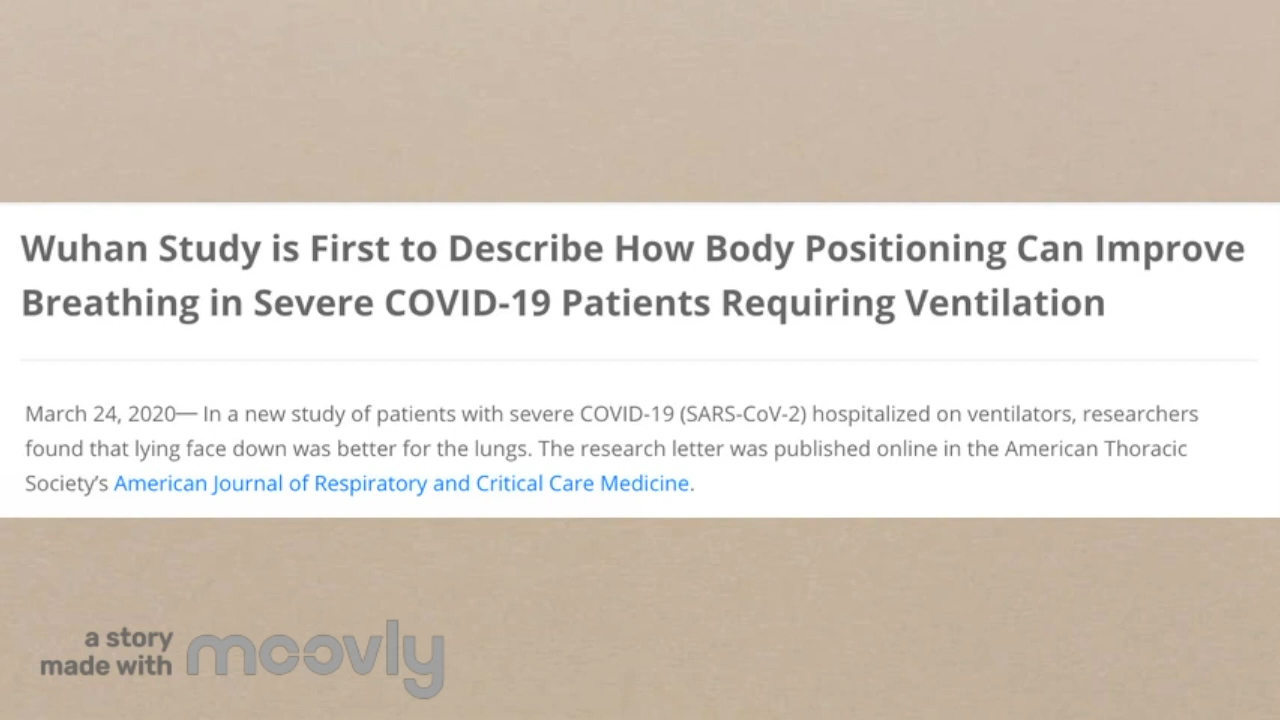 Wuhan Study is First to Describe How Body Positioning Can Improve
Breathing in Severe COVID-19 Patients Requiring Ventilation
March 24, 2020— In a new study of patients with severe COVID-19 (SARS-CoV-2) hospitalized on ventilators, researchers
found that lying face down was better for the lungs. The research letter was published online in the American Thoracic
Society’s American Journal of Respiratory and Critical Care Medicine.
a story
made with moovly